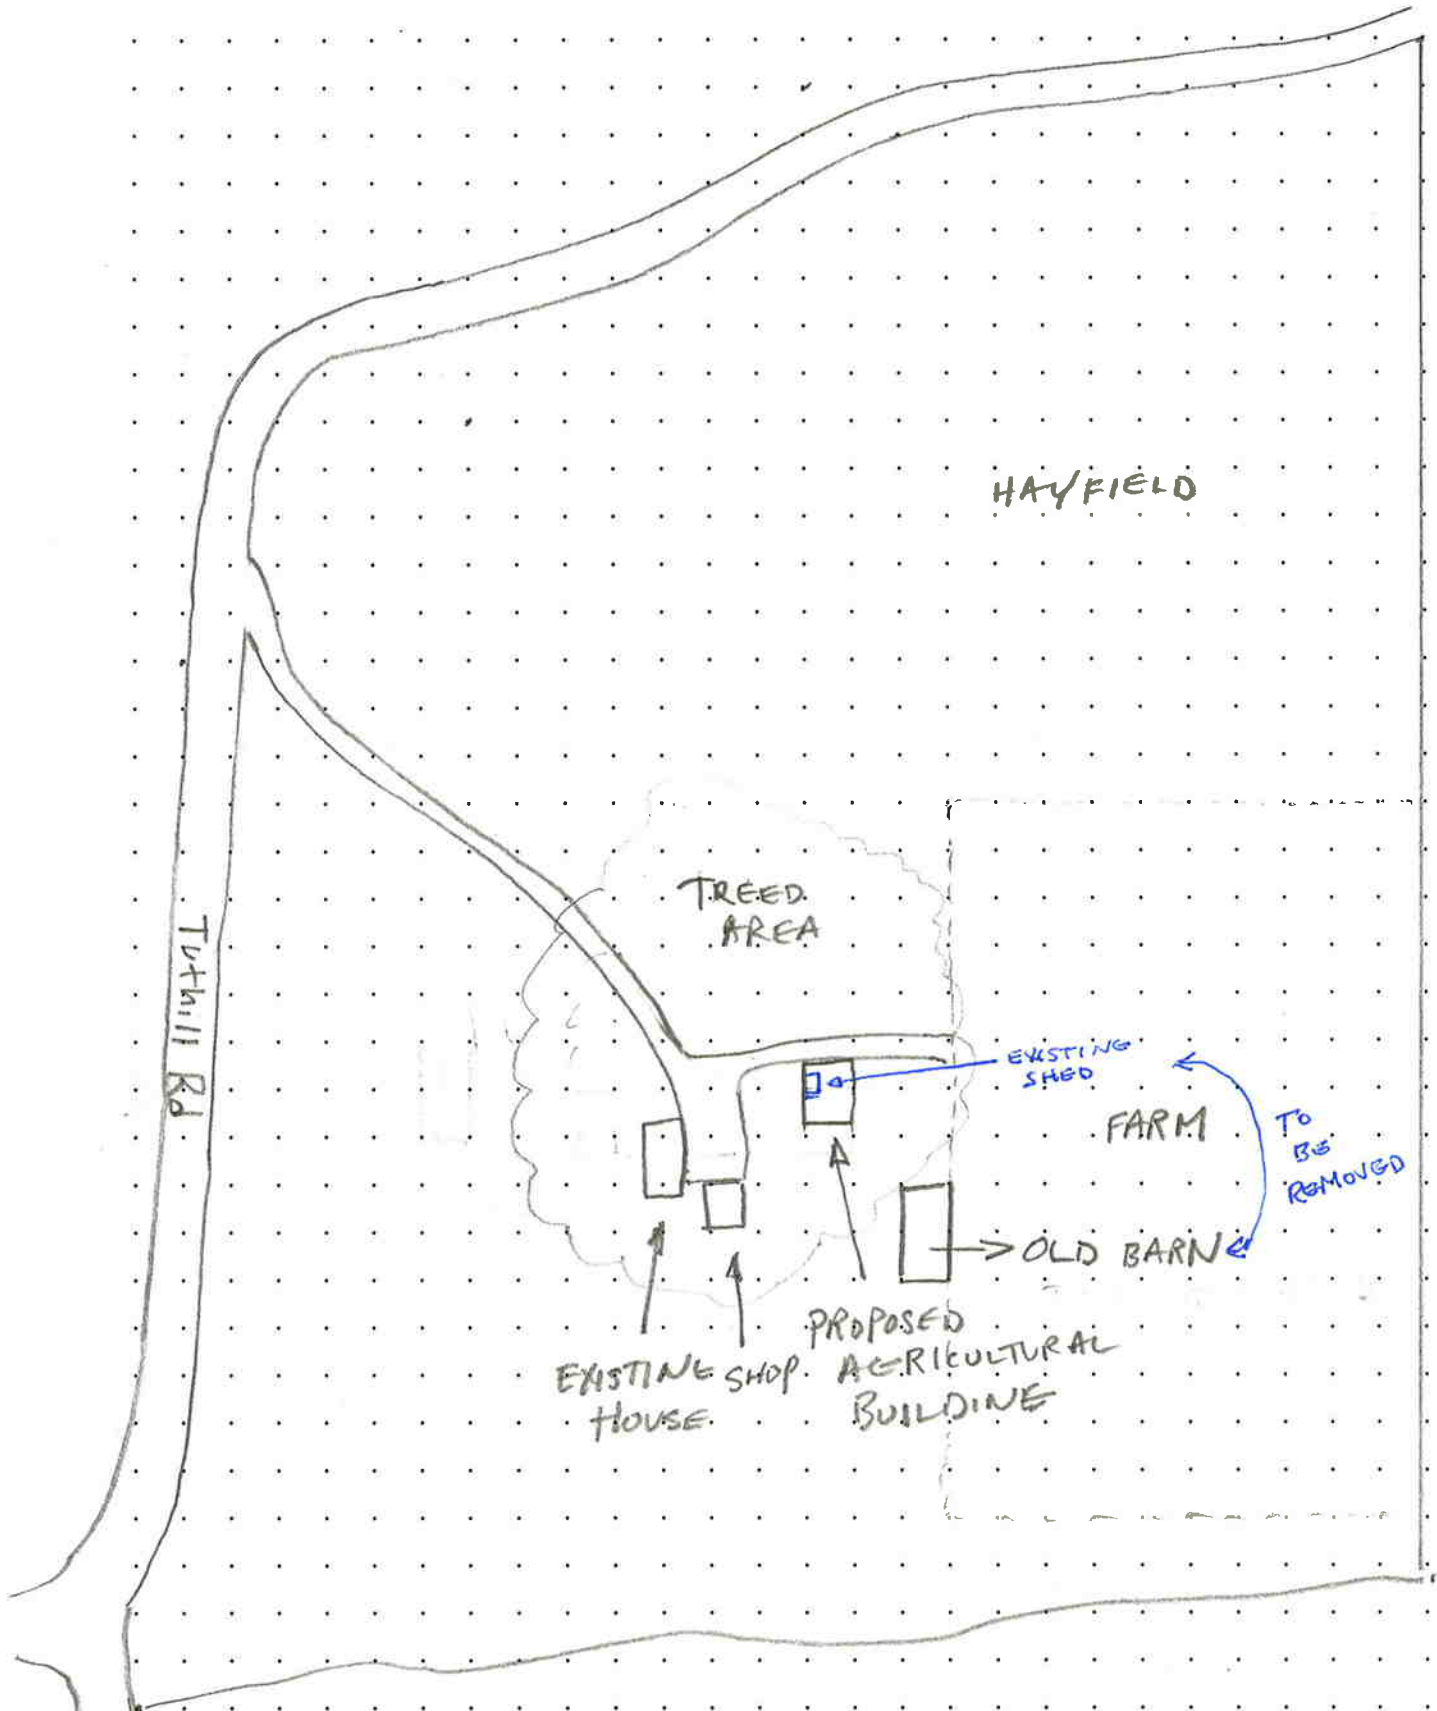 HAYFIELD
TREED
AREA
Tuthill Rd
EXISTING
SHED
FARM
TO
BE
REMOVED
OLD BARN
EXISTING
HOUSE
SHOP
PROPOSED
AGRICULTURAL
BUILDING